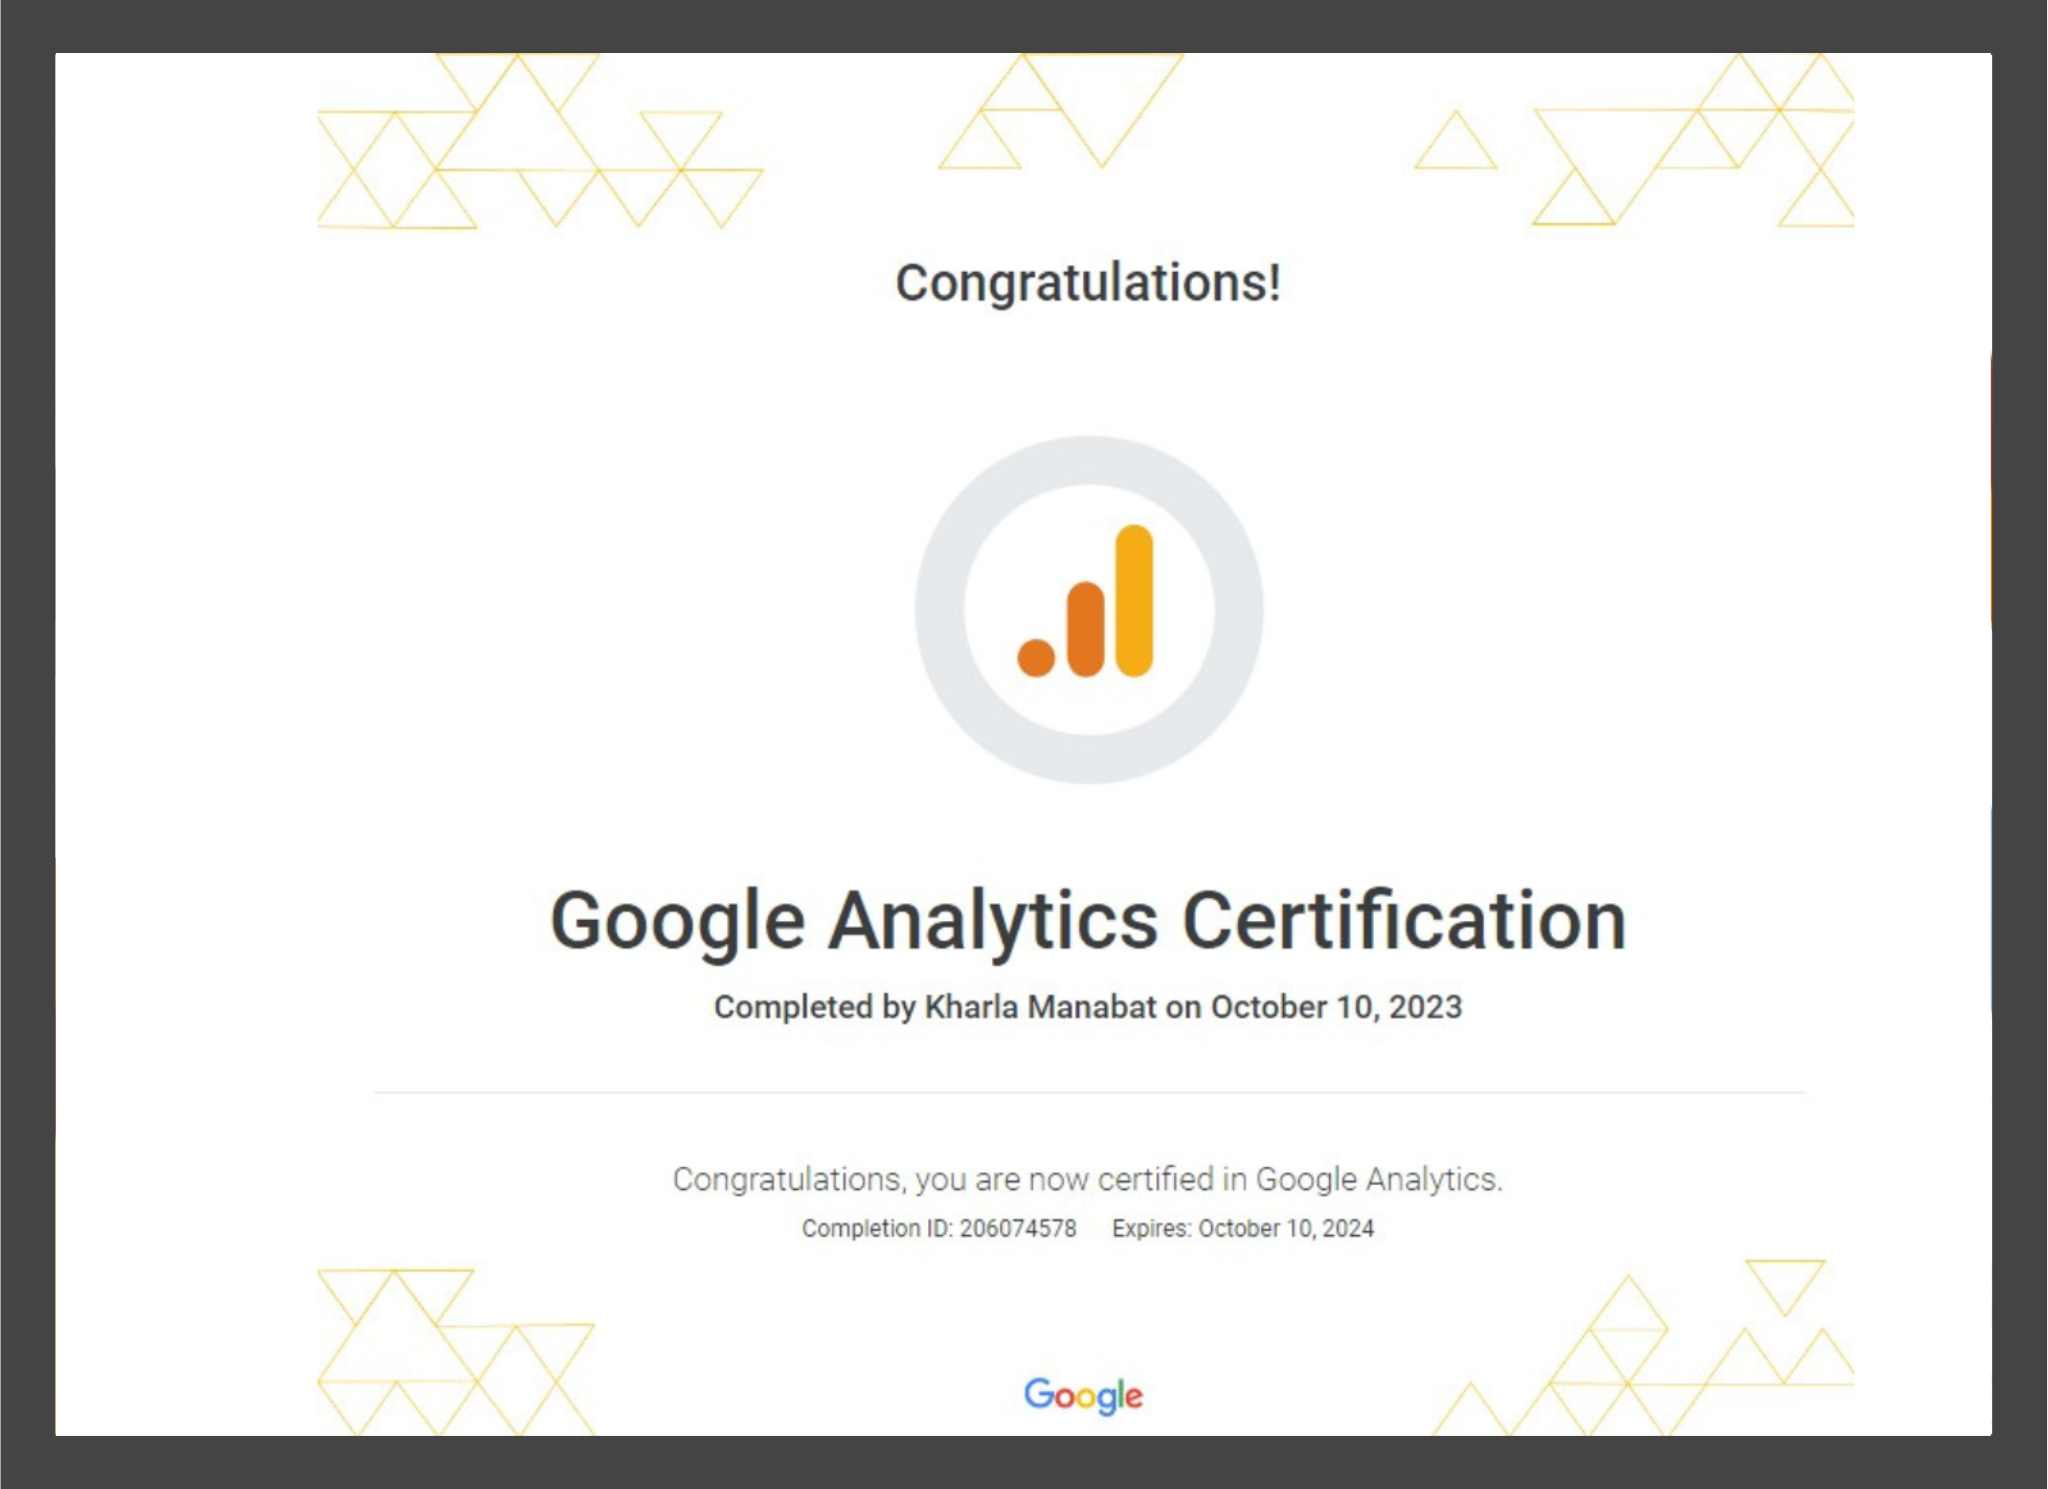 Congratulations!
Google Analytics Certification
Completed by Kharla Manabat on October 10, 2023
Congratulations, you are now certified in Google Analytics.
Completion ID: 206074578 Expires: October 10, 2024
Google